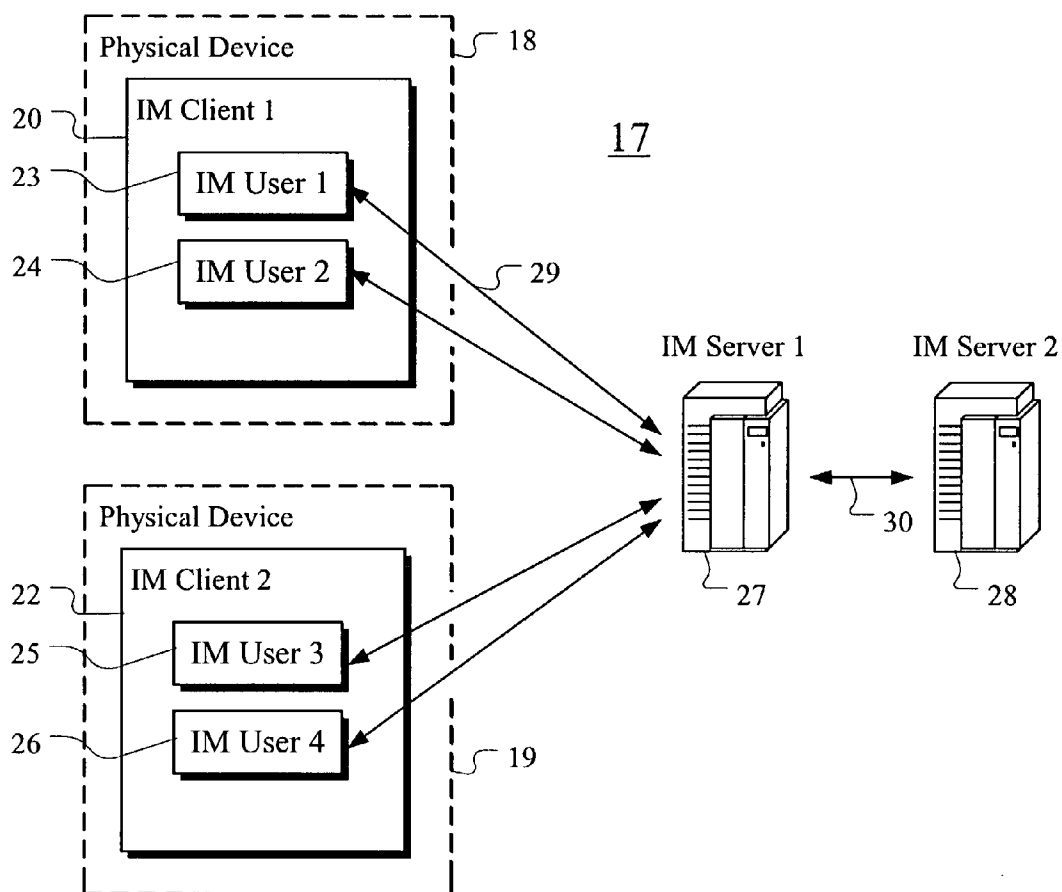 Physical Device
18
IM Client 1
20
17
23
IM User 1
24
IM User 2
29
IM Server 1
IM Server 2
Physical Device
30
IM Client 2
22
27
28
25
IM User 3
26
IM User 4
19